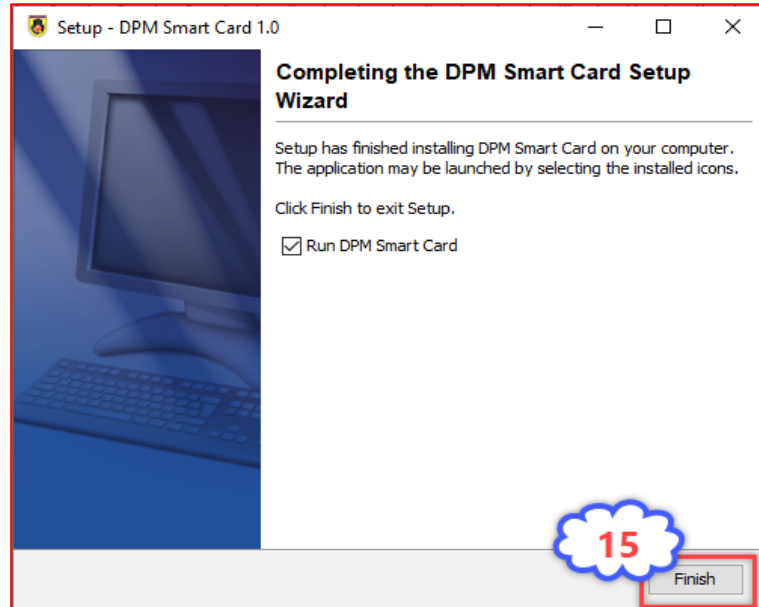 Setup - DPM Smart Card 1.0
Completing the DPM Smart Card Setup
Wizard
Setup has finished installing DPM Smart Card on your computer.
The application may be launched by selecting the installed icons.
Click Finish to exit Setup.
Run DPM Smart Card
15
Finish